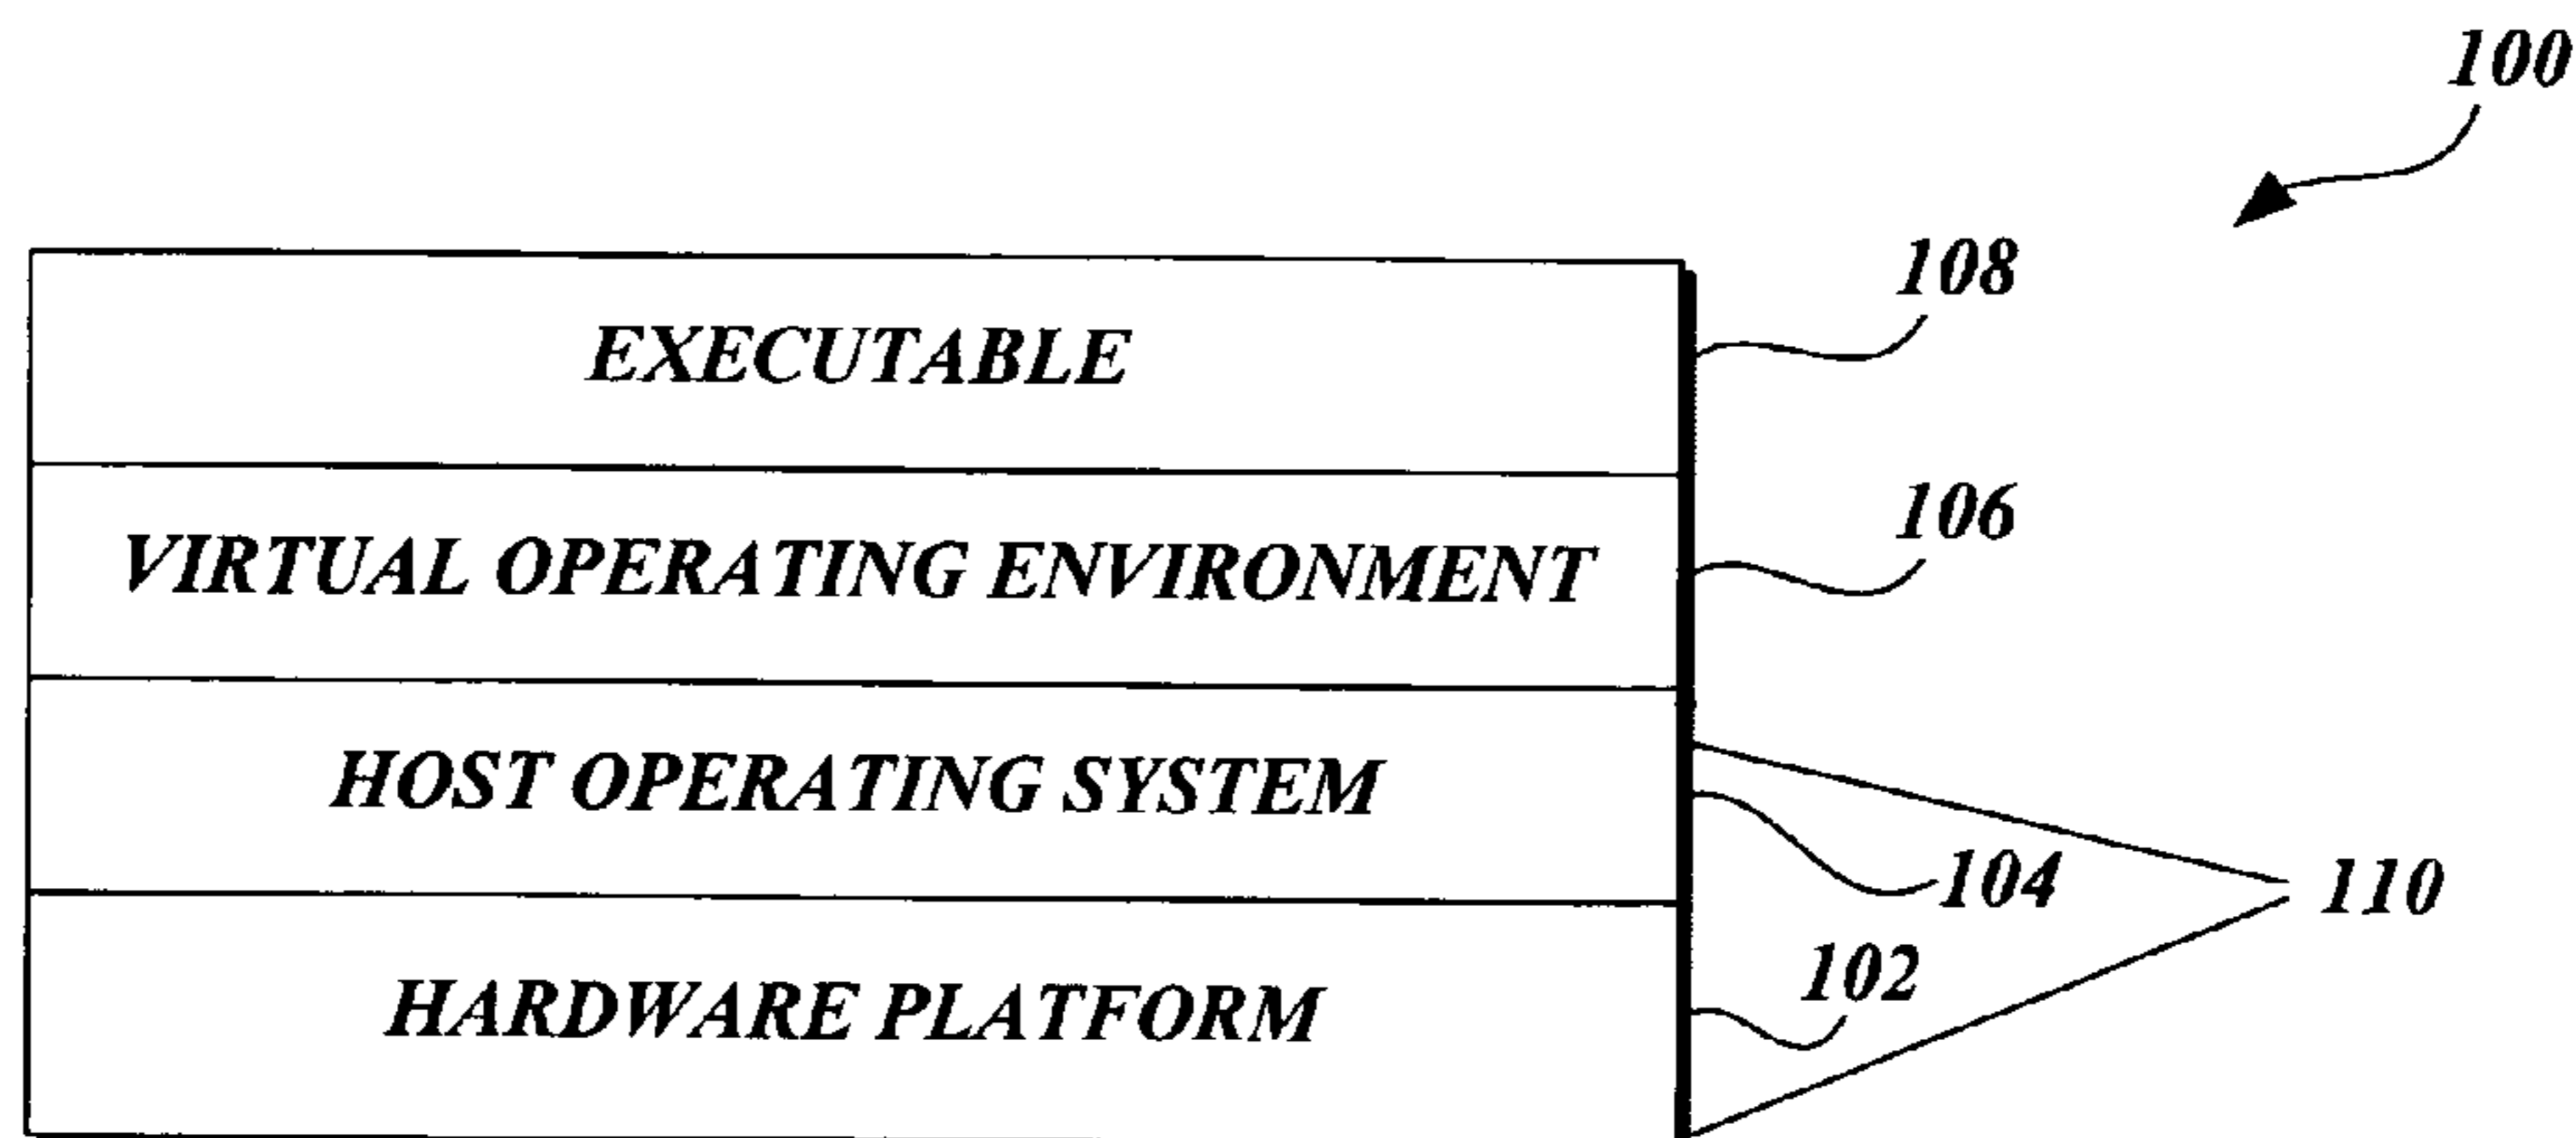 100
EXECUTABLE
108
VIRTUAL OPERATING ENVIRONMENT
106
HOST OPERATING SYSTEM
104
110
HARDWARE PLATFORM
102